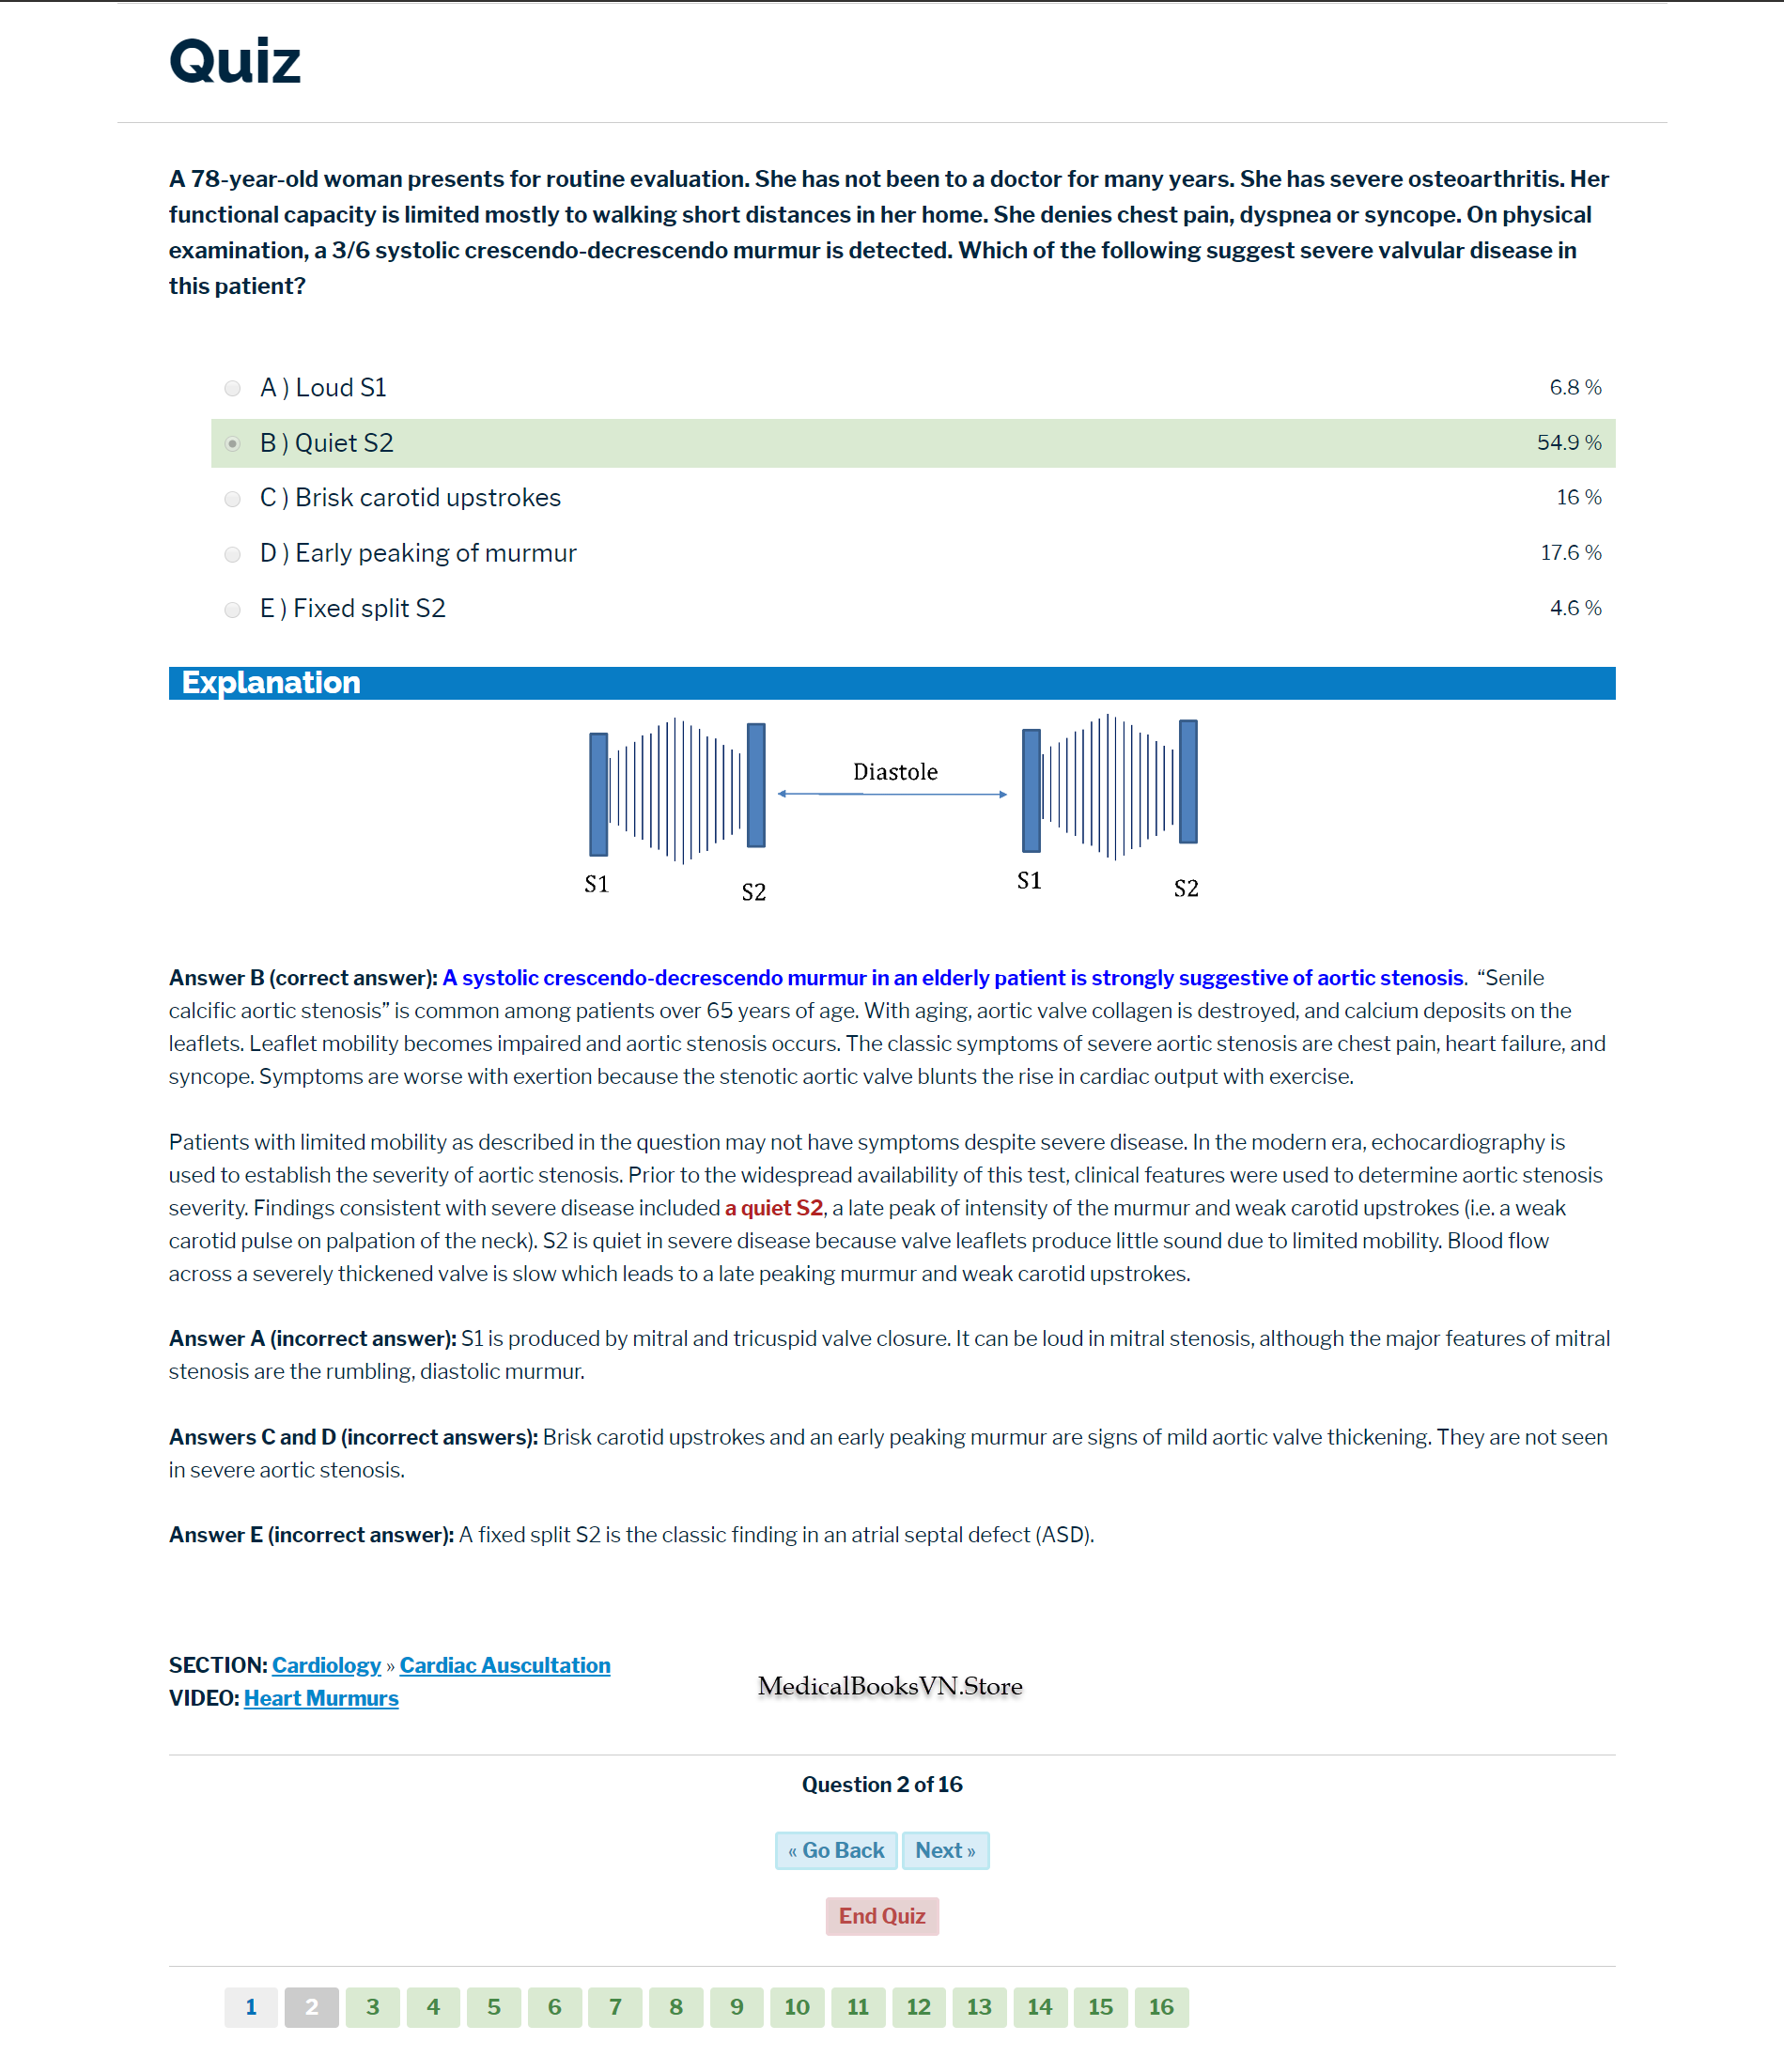 Quiz
A 78-year-old woman presents for routine evaluation. She has not been to a doctor for many years. She has severe osteoarthritis. Her
functional capacity is limited mostly to walking short distances in her home. She denies chest pain, dyspnea or syncope. On physical
examination, a 3/6 systolic crescendo-decrescendo murmur is detected. Which of the following suggest severe valvular disease in
this patient?
A ) Loud S1 6.8 %
B ) Quiet S2 54.9 %
C ) Brisk carotid upstrokes 16 %
D ) Early peaking of murmur 17.6 %
E ) Fixed split S2 4.6 %
Explanation
Diastole
S1 S2 S1 S2
Answer B (correct answer): A systolic crescendo-decrescendo murmur in an elderly patient is strongly suggestive of aortic stenosis. “Senile
calcific aortic stenosis” is common among patients over 65 years of age. With aging, aortic valve collagen is destroyed, and calcium deposits on the
leaflets. Leaflet mobility becomes impaired and aortic stenosis occurs. The classic symptoms of severe aortic stenosis are chest pain, heart failure, and
syncope. Symptoms are worse with exertion because the stenotic aortic valve blunts the rise in cardiac output with exercise.
Patients with limited mobility as described in the question may not have symptoms despite severe disease. In the modern era, echocardiography is
used to establish the severity of aortic stenosis. Prior to the widespread availability of this test, clinical features were used to determine aortic stenosis
severity. Findings consistent with severe disease included a quiet S2, a late peak of intensity of the murmur and weak carotid upstrokes (i.e. a weak
carotid pulse on palpation of the neck). S2 is quiet in severe disease because valve leaflets produce little sound due to limited mobility. Blood flow
across a severely thickened valve is slow which leads to a late peaking murmur and weak carotid upstrokes.
Answer A (incorrect answer): S1 is produced by mitral and tricuspid valve closure. It can be loud in mitral stenosis, although the major features of mitral
stenosis are the rumbling, diastolic murmur.
Answers C and D (incorrect answers): Brisk carotid upstrokes and an early peaking murmur are signs of mild aortic valve thickening. They are not seen
in severe aortic stenosis.
Answer E (incorrect answer): A fixed split S2 is the classic finding in an atrial septal defect (ASD).
SECTION: Cardiology » Cardiac Auscultation
VIDEO: Heart Murmurs
MedicalBooksVN.Store
Question 2 of 16
« Go Back Next »
End Quiz
1 2 3 4 5 6 7 8 9 10 11 12 13 14 15 16